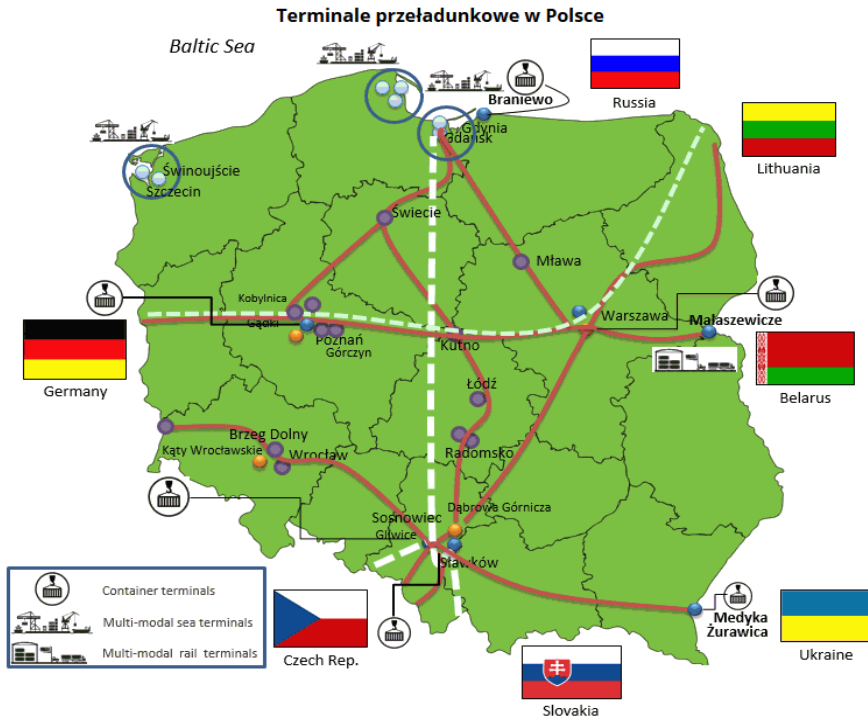 Terminale przeładunkowe w Polsce
Baltic Sea
Braniewo
Russia
Gdynia
Gdańsk
Lithuania
Świnoujście
Szczecin
Świecie
Mława
Kobylnica
Warszawa
Gądki
Małaszewicze
Poznań
Górczyn
Kutno
Germany
Belarus
Łódź
Brzeg Dolny
Kąty Wrocławskie
Wrocław
Radomsko
Dąbrowa Górnicza
Sosnowiec
Gliwice
Sławków
Container terminals
Multi-modal sea terminals
Multi-modal rail terminals
Medyka
Żurawica
Czech Rep.
Ukraine
Slovakia